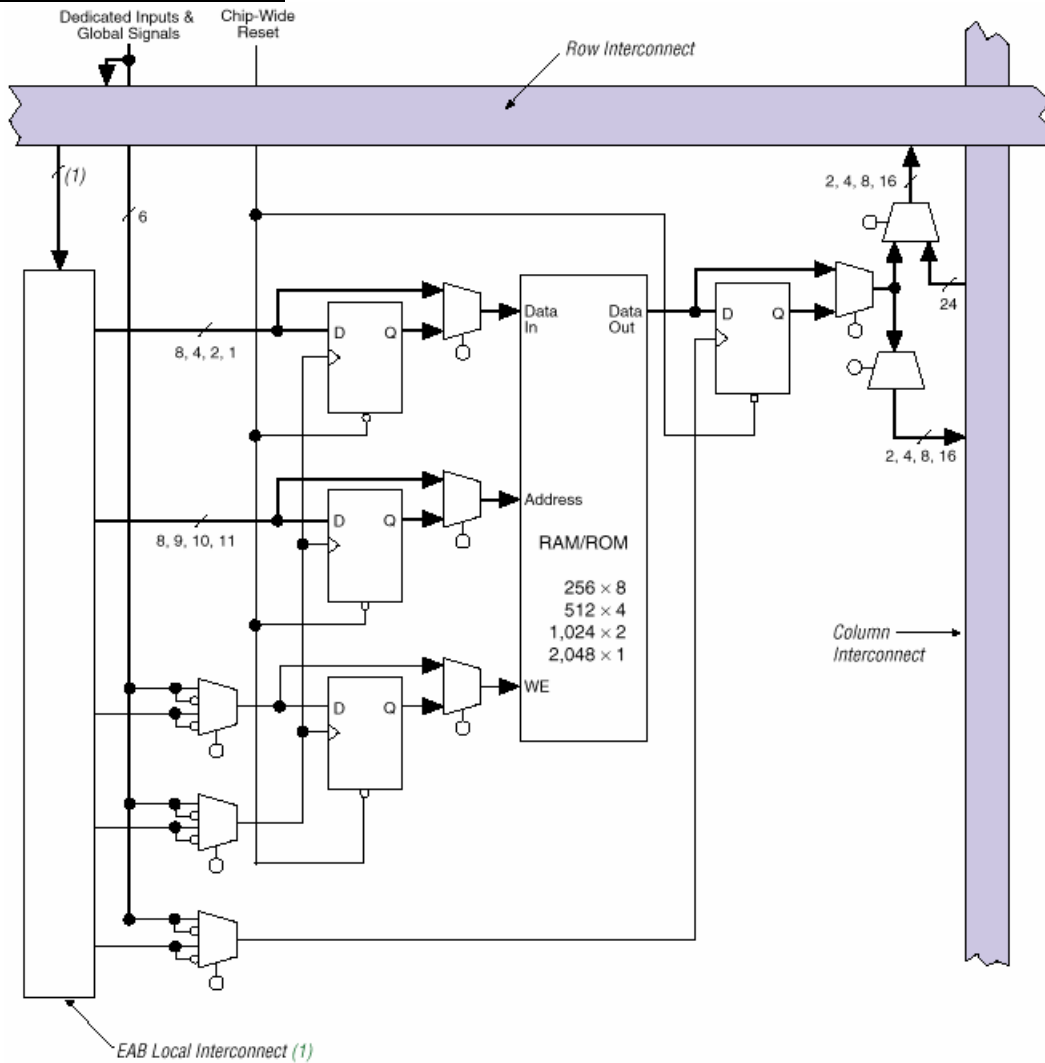 Dedicated Inputs &
Global Signals
Chip-Wide
Reset
Row Interconnect
(1)
6
2, 4, 8, 16
24
D
Q
8, 4, 2, 1
Data
In
Data
Out
D
Q
2, 4, 8, 16
D
Q
8, 9, 10, 11
Address
RAM/ROM
256 × 8
512 × 4
1,024 × 2
2,048 × 1
Column
Interconnect
D
Q
WE
EAB Local Interconnect (1)